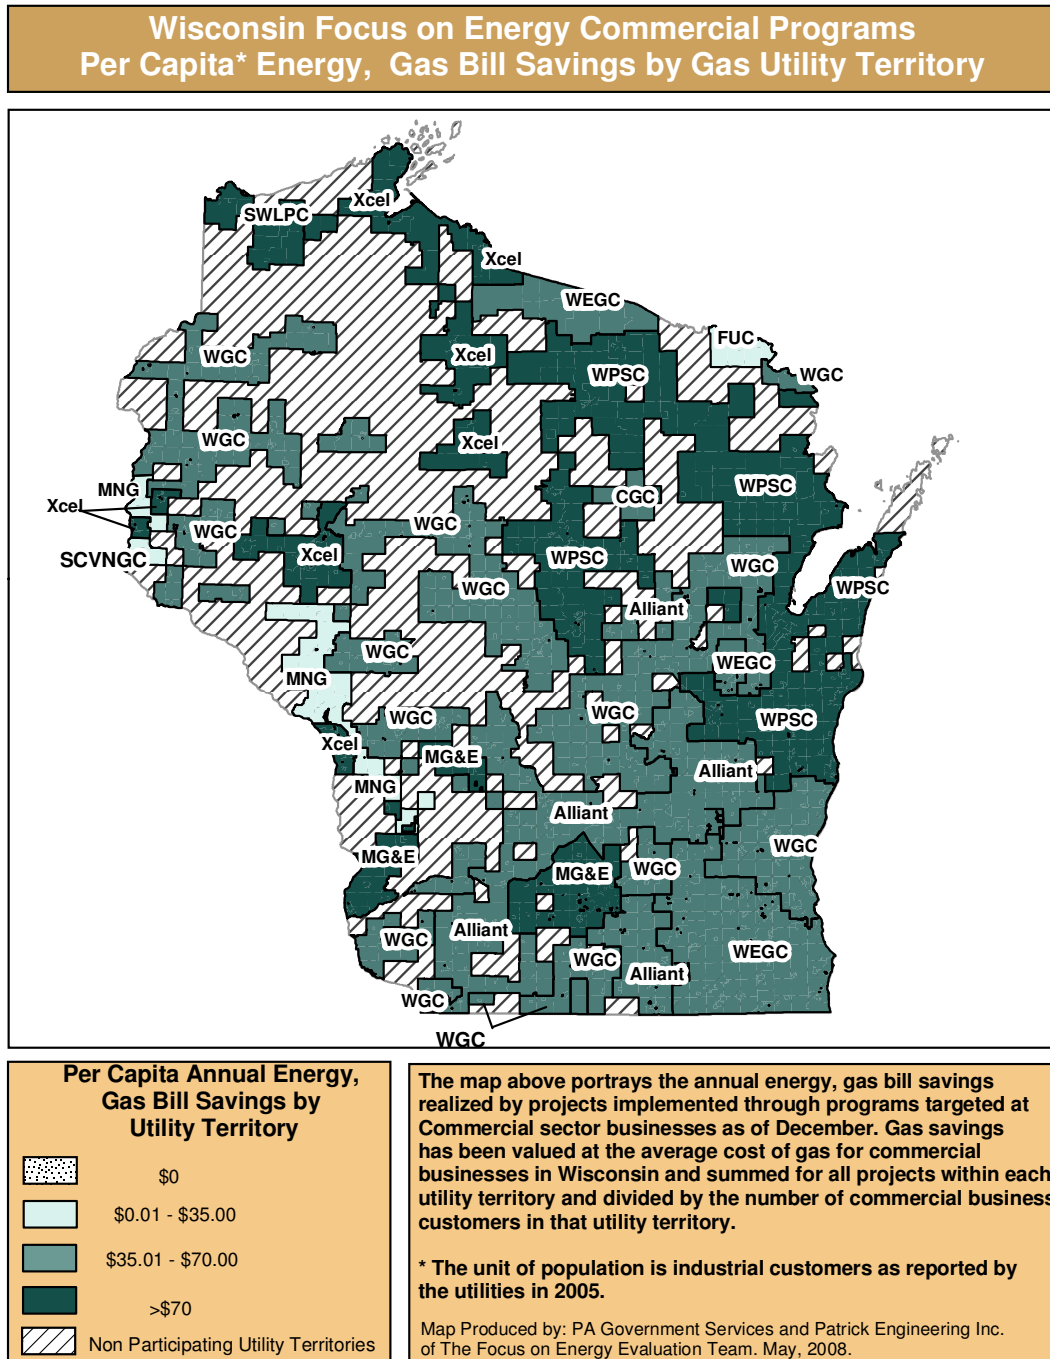 Wisconsin Focus on Energy Commercial Programs
Per Capita* Energy, Gas Bill Savings by Gas Utility Territory
Xcel
SWLPC
Xcel
WEGC
FUC
WGC
Xcel
WPSC
WGC
WGC
Xcel
WPSC
MNG
Xcel
CGC
WGC
WGC
Xcel
WPSC
SCVNGC
WGC
WGC
WPSC
Alliant
WGC
WEGC
MNG
WGC
WGC
WPSC
Xcel
MG&E
Alliant
MNG
Alliant
WGC
MG&E
WGC
MG&E
Alliant
WGC
WEGC
WGC
Alliant
WGC
WGC
Per Capita Annual Energy,
Gas Bill Savings by
Utility Territory
$0
$0.01 - $35.00
$35.01 - $70.00
>$70
Non Participating Utility Territories
The map above portrays the annual energy, gas bill savings
realized by projects implemented through programs targeted at
Commercial sector businesses as of December. Gas savings
has been valued at the average cost of gas for commercial
businesses in Wisconsin and summed for all projects within each
utility territory and divided by the number of commercial business
customers in that utility territory.
* The unit of population is industrial customers as reported by
the utilities in 2005.
Map Produced by: PA Government Services and Patrick Engineering Inc.
of The Focus on Energy Evaluation Team. May, 2008.